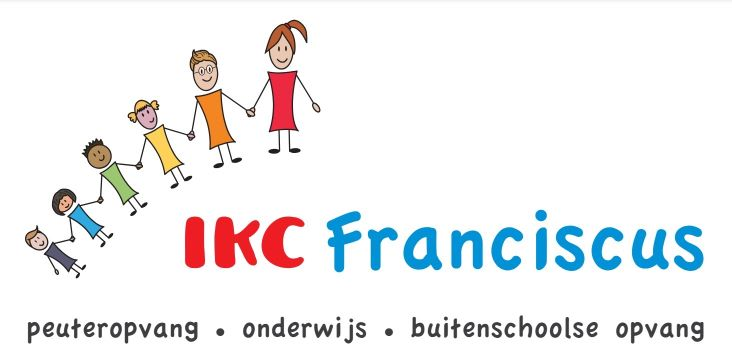 IKC Franciscus
peuteropvang • onderwijs • buitenschoolse opvang